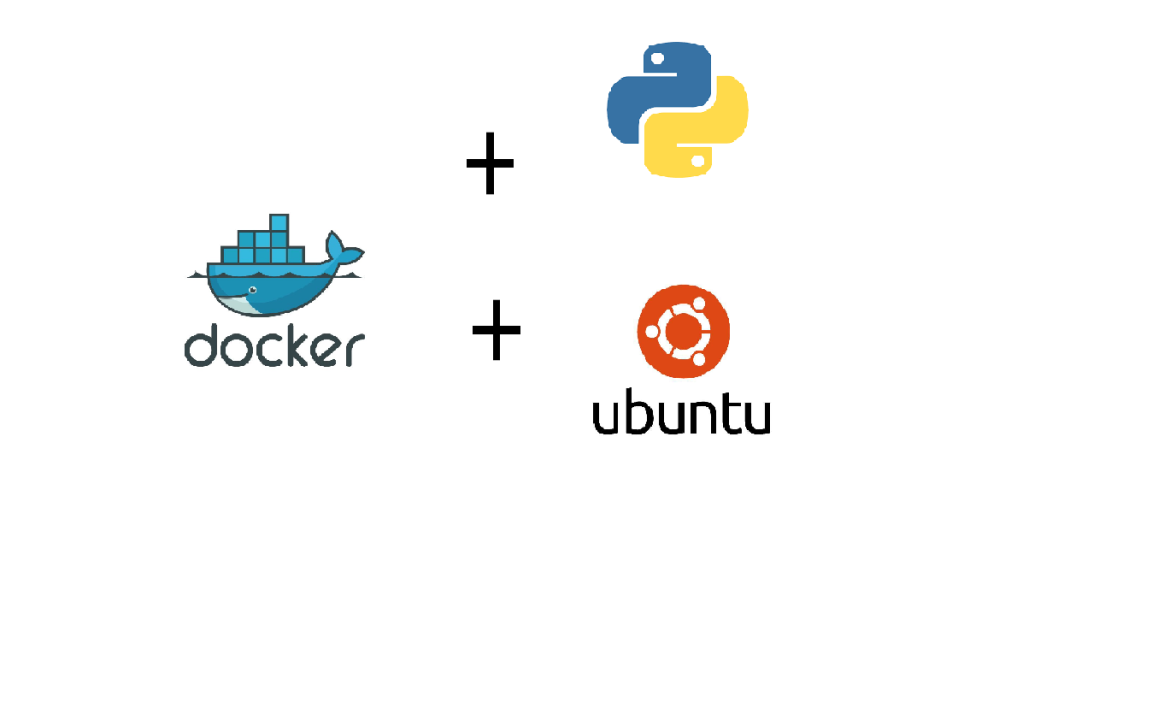 +
docker
+
ubuntu